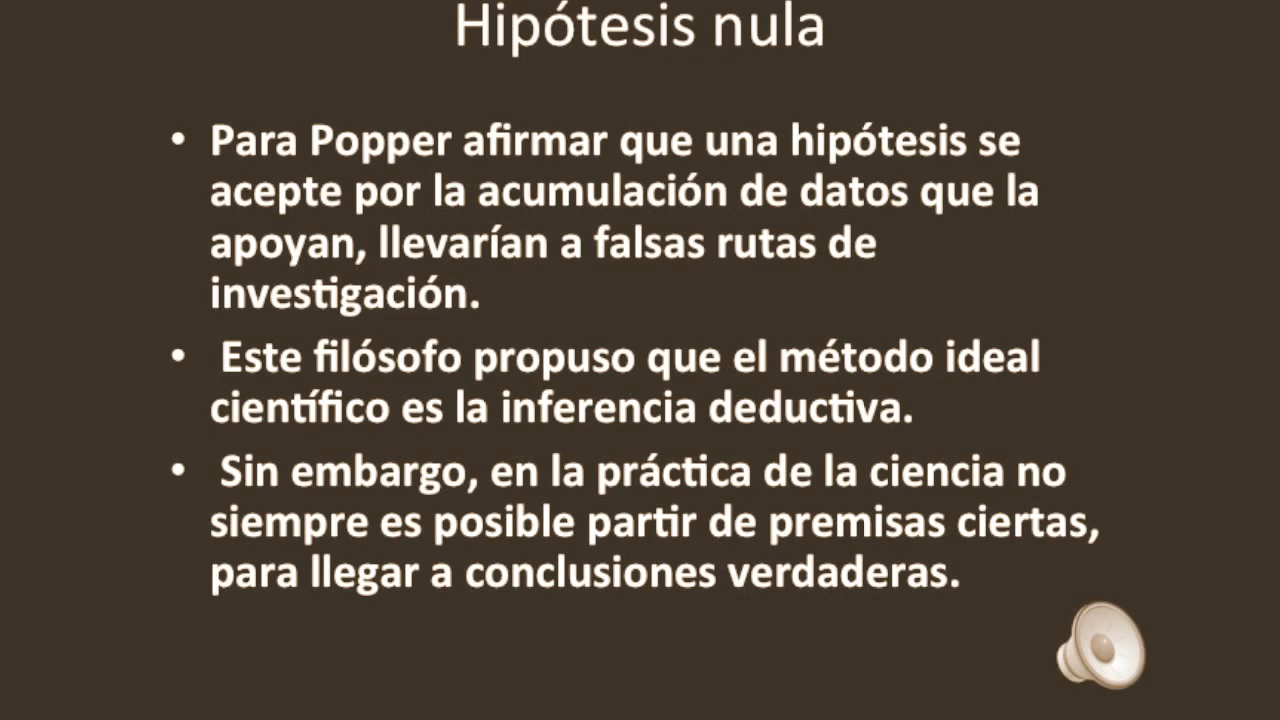 Hipótesis nula
• Para Popper afirmar que una hipótesis se
acepte por la acumulación de datos que la
apoyan, llevarían a falsas rutas de
investigación.
• Este filósofo propuso que el método ideal
científico es la inferencia deductiva.
• Sin embargo, en la práctica de la ciencia no
siempre es posible partir de premisas ciertas,
para llegar a conclusiones verdaderas.